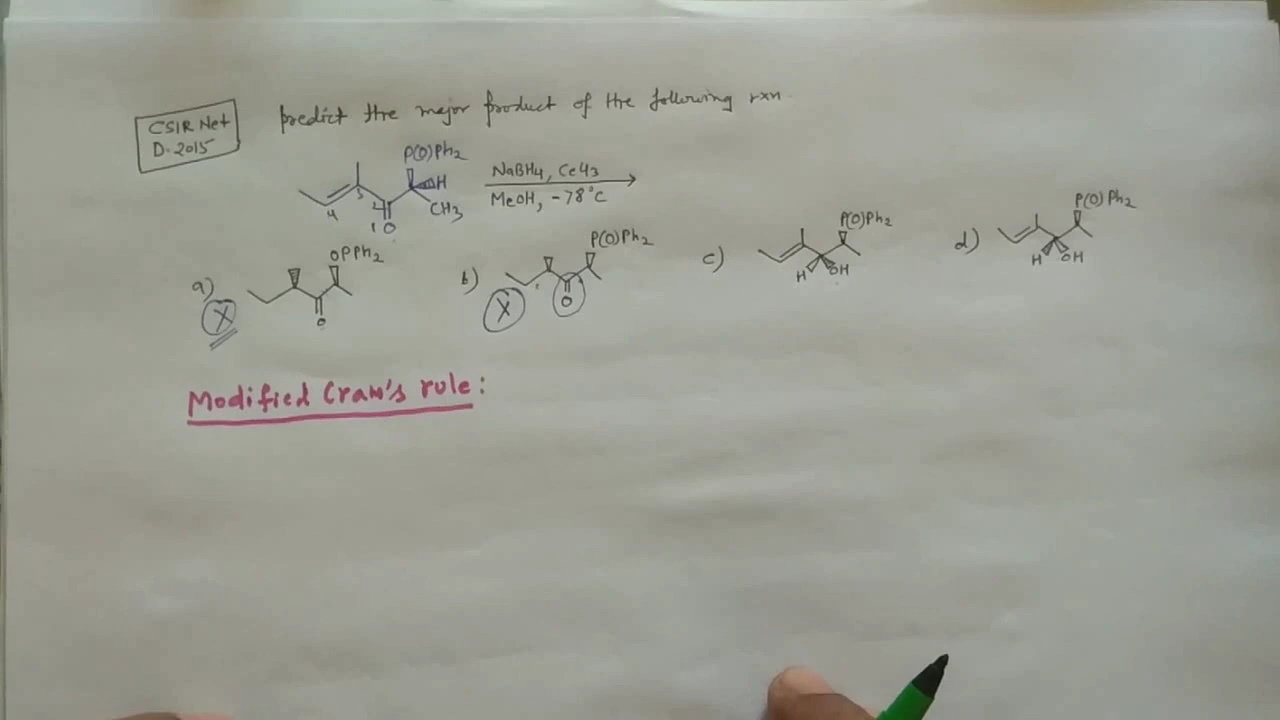 CSIR Net
D. 2015
predict the major product of the following rxn.
P(O)Ph2
H
CH3
4
3
2
1 O
NaBH4, CeCl3
MeOH, -78°C
a)
OPPh2
O
X
b)
P(O)Ph2
O
X
c)
P(O)Ph2
H
OH
d)
P(O)Ph2
H
OH
Modified Cram's rule: